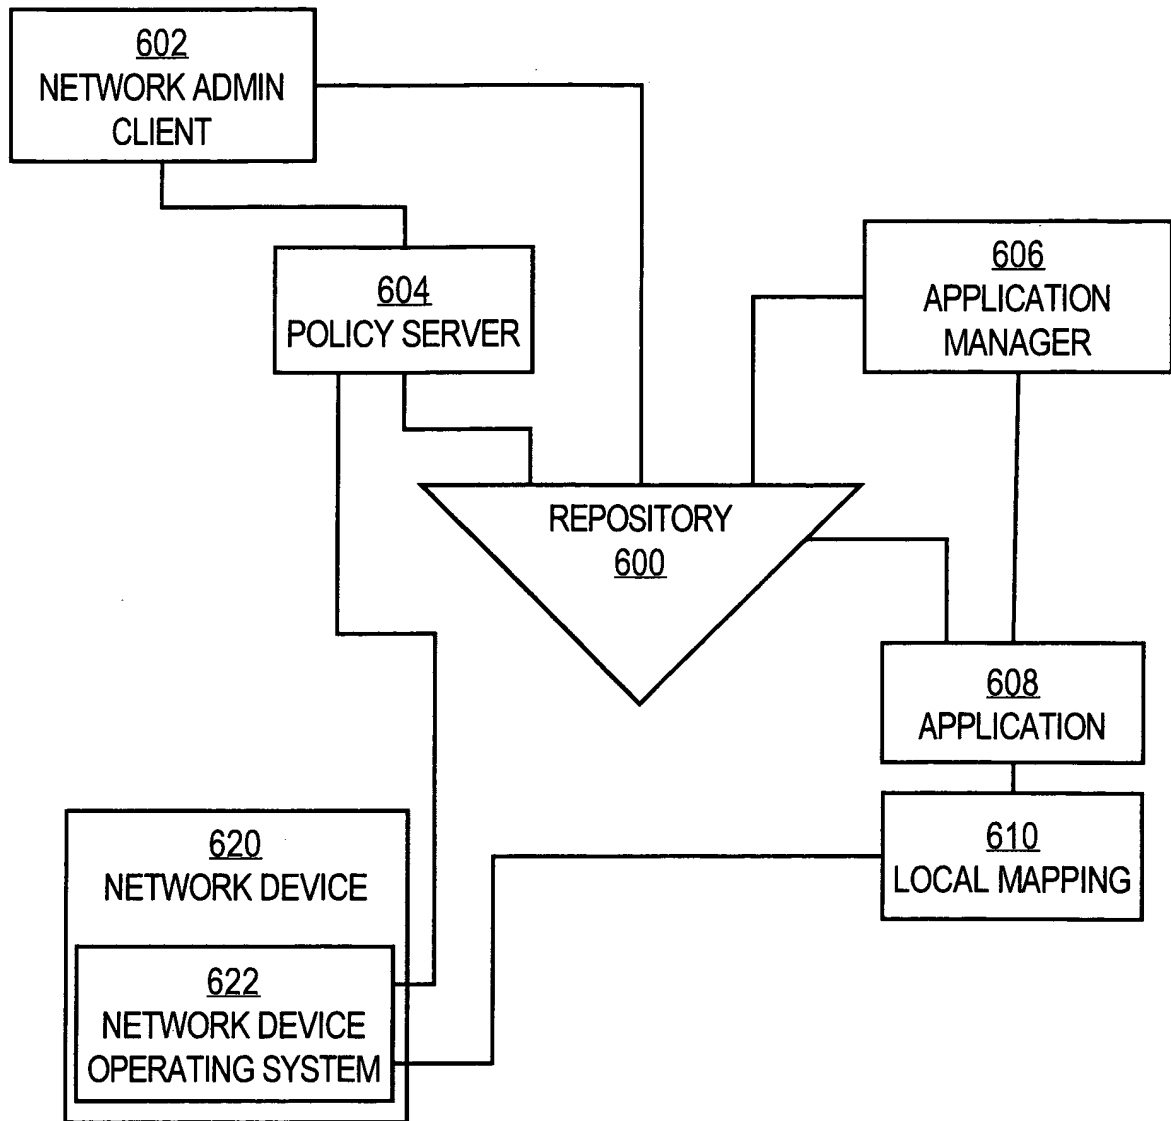 602
NETWORK ADMIN
CLIENT
604
POLICY SERVER
606
APPLICATION
MANAGER
REPOSITORY
600
608
APPLICATION
610
LOCAL MAPPING
620
NETWORK DEVICE
622
NETWORK DEVICE
OPERATING SYSTEM